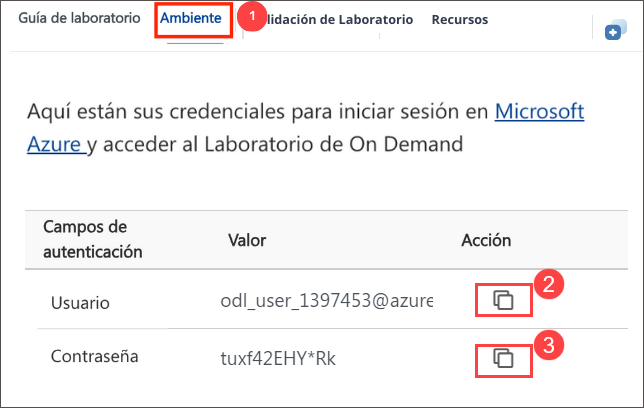 Guía de laboratorio Ambiente 1 lidación de Laboratorio Recursos
Aquí están sus credenciales para iniciar sesión en Microsoft
Azure y acceder al Laboratorio de On Demand
Campos de autenticación Valor Acción
Usuario odl_user_1397453@azure 2
Contraseña tuxf42EHY*Rk 3